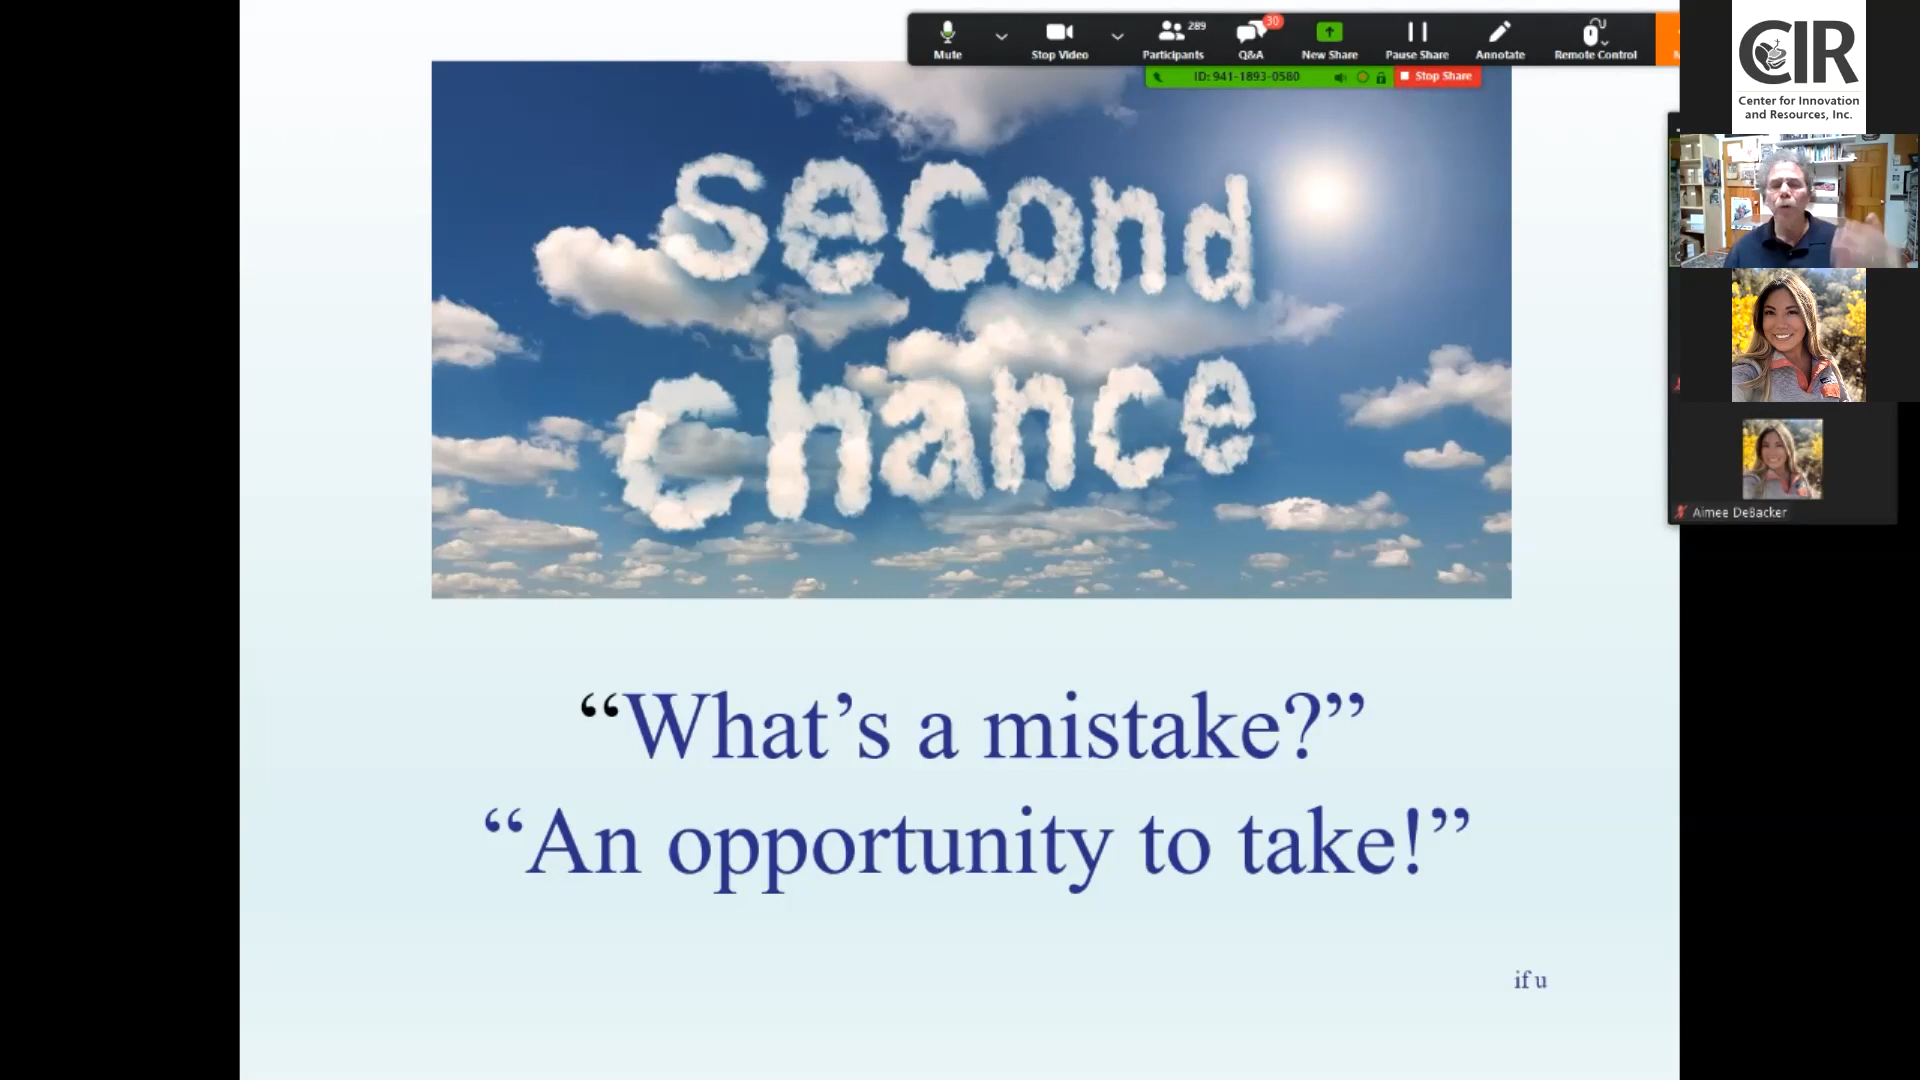 Mute
Stop Video
Participants
289
Q&A
30
New Share
Pause Share
Annotate
Remote Control
ID: 941-1893-0580
Stop Share
CIR
Center for Innovation
and Resources, Inc.
second
chance
Aimee DeBacker
“What’s a mistake?”
“An opportunity to take!”
if u